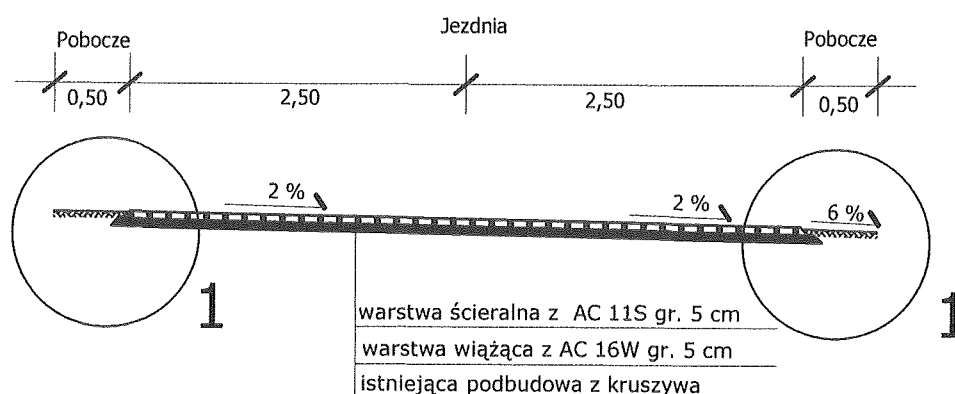 Jezdnia
Pobocze
Pobocze
0,50
2,50
2,50
0,50
2 %
2 %
6 %
1
1
warstwa ścieralna z AC 11S gr. 5 cm
warstwa wiążąca z AC 16W gr. 5 cm
istniejąca podbudowa z kruszywa